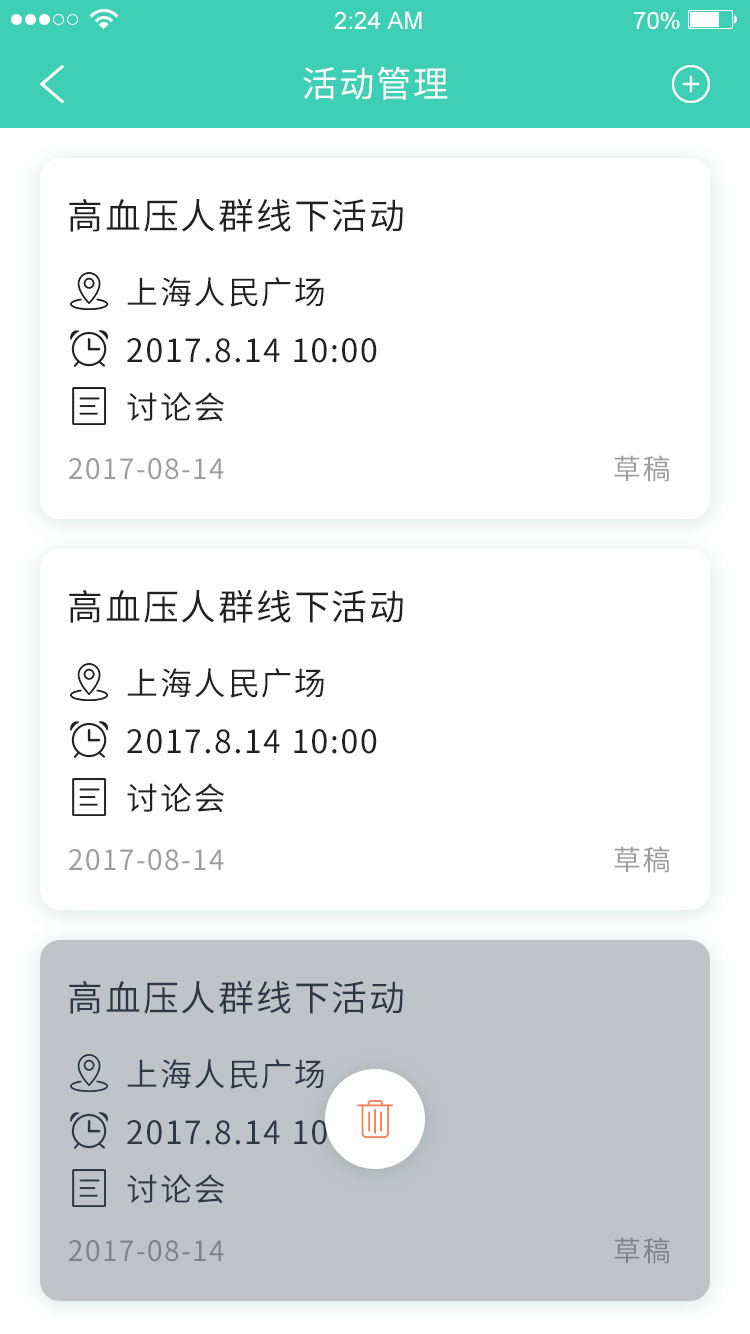 2:24 AM 70%
活动管理
高血压人群线下活动
上海人民广场
2017.8.14 10:00
讨论会
2017-08-14 草稿
高血压人群线下活动
上海人民广场
2017.8.14 10:00
讨论会
2017-08-14 草稿
高血压人群线下活动
上海人民广场
2017.8.14 10
讨论会
2017-08-14 草稿